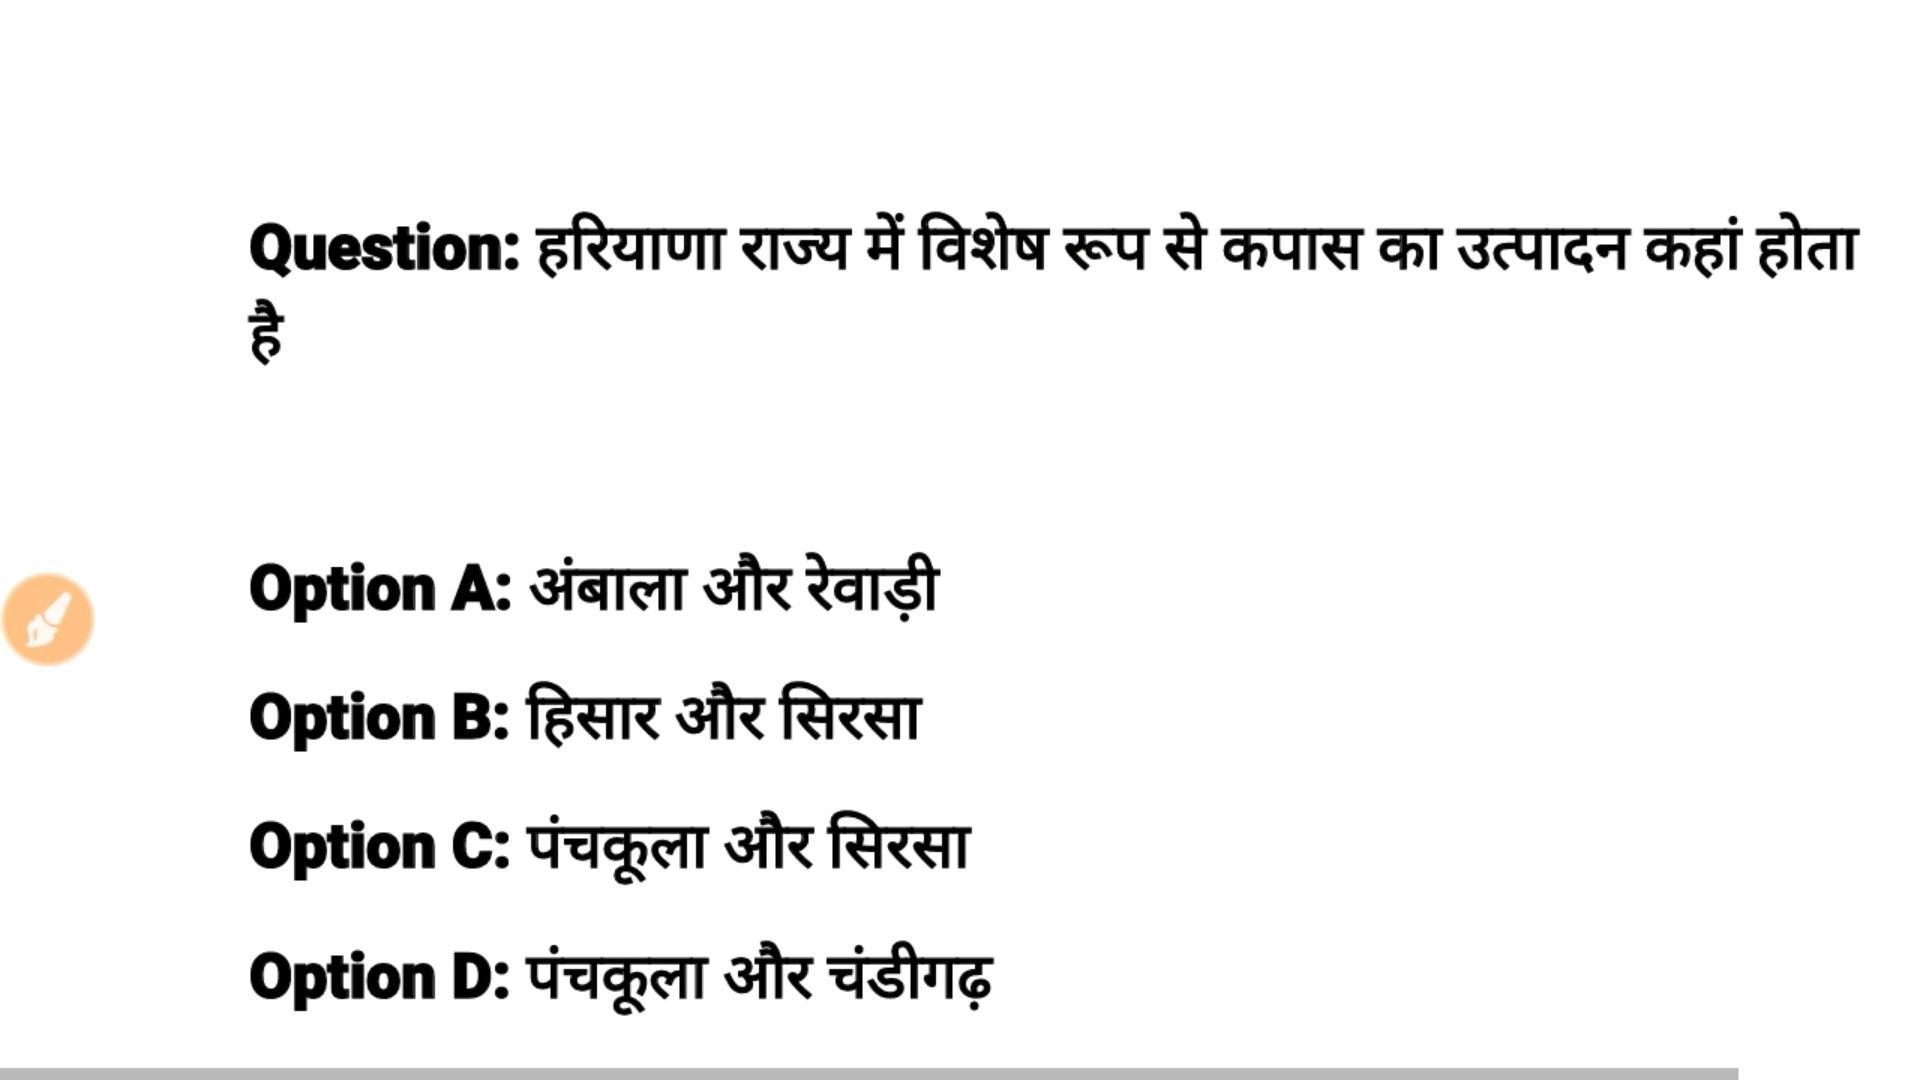 Question: हरियाणा राज्य में विशेष रूप से कपास का उत्पादन कहां होता
है
Option A: अंबाला और रेवाड़ी
Option B: हिसार और सिरसा
Option C: पंचकूला और सिरसा
Option D: पंचकूला और चंडीगढ़